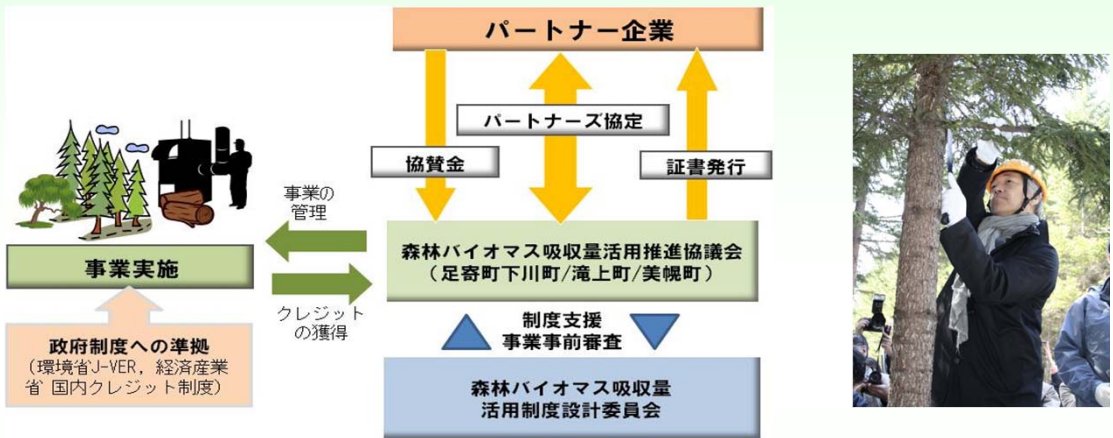 パートナー企業
パートナーズ協定
協賛金
証書発行
事業の
管理
森林バイオマス吸収量活用推進協議会
（足寄町下川町/滝上町/美幌町）
事業実施
クレジット
の獲得
制度支援
事業事前審査
政府制度への準拠
（環境省J-VER，経済産業
省 国内クレジット制度）
森林バイオマス吸収量
活用制度設計委員会